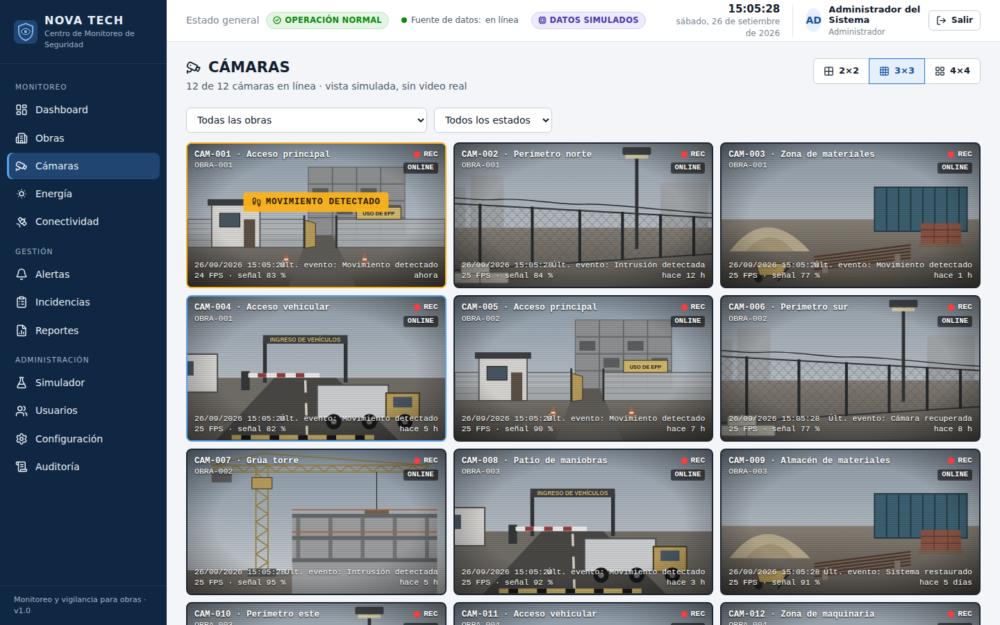 NOVA TECH
Centro de Monitoreo de
Seguridad
MONITOREO
Dashboard
Obras
Cámaras
Energía
Conectividad
GESTIÓN
Alertas
Incidencias
Reportes
ADMINISTRACIÓN
Simulador
Usuarios
Configuración
Auditoría
Monitoreo y vigilancia para obras ·
v1.0
Estado general
OPERACIÓN NORMAL
Fuente de datos: en línea
DATOS SIMULADOS
15:05:28
sábado, 26 de setiembre
de 2026
AD
Administrador del
Sistema
Administrador
Salir
CÁMARAS
12 de 12 cámaras en línea · vista simulada, sin video real
2×2
3×3
4×4
Todas las obras
Todos los estados
CAM-001 · Acceso principal
REC
OBRA-001
ONLINE
MOVIMIENTO DETECTADO
USO DE EPP
26/09/2026 15:05:28
Últ. evento: Movimiento detectado
24 FPS · señal 83 %
ahora
CAM-002 · Perímetro norte
REC
OBRA-001
ONLINE
26/09/2026 15:05:28
Últ. evento: Intrusión detectada
25 FPS · señal 84 %
hace 12 h
CAM-003 · Zona de materiales
REC
OBRA-001
ONLINE
26/09/2026 15:05:28
Últ. evento: Movimiento detectado
25 FPS · señal 77 %
hace 1 h
CAM-004 · Acceso vehicular
REC
OBRA-001
ONLINE
INGRESO DE VEHÍCULOS
26/09/2026 15:05:28
Últ. evento: Movimiento detectado
25 FPS · señal 82 %
hace 5 h
CAM-005 · Acceso principal
REC
OBRA-002
ONLINE
USO DE EPP
26/09/2026 15:05:28
Últ. evento: Movimiento detectado
25 FPS · señal 90 %
hace 7 h
CAM-006 · Perímetro sur
REC
OBRA-002
ONLINE
26/09/2026 15:05:28
Últ. evento: Cámara recuperada
25 FPS · señal 77 %
hace 8 h
CAM-007 · Grúa torre
REC
OBRA-002
ONLINE
26/09/2026 15:05:28
Últ. evento: Intrusión detectada
25 FPS · señal 95 %
hace 5 h
CAM-008 · Patio de maniobras
REC
OBRA-003
ONLINE
INGRESO DE VEHÍCULOS
26/09/2026 15:05:28
Últ. evento: Movimiento detectado
25 FPS · señal 92 %
hace 3 h
CAM-009 · Almacén de materiales
REC
OBRA-003
ONLINE
26/09/2026 15:05:28
Últ. evento: Sistema restaurado
25 FPS · señal 91 %
hace 5 días
CAM-010 · Perímetro este
REC
OBRA-003
CAM-011 · Acceso vehicular
REC
OBRA-004
CAM-012 · Zona de maquinaria
REC
OBRA-004